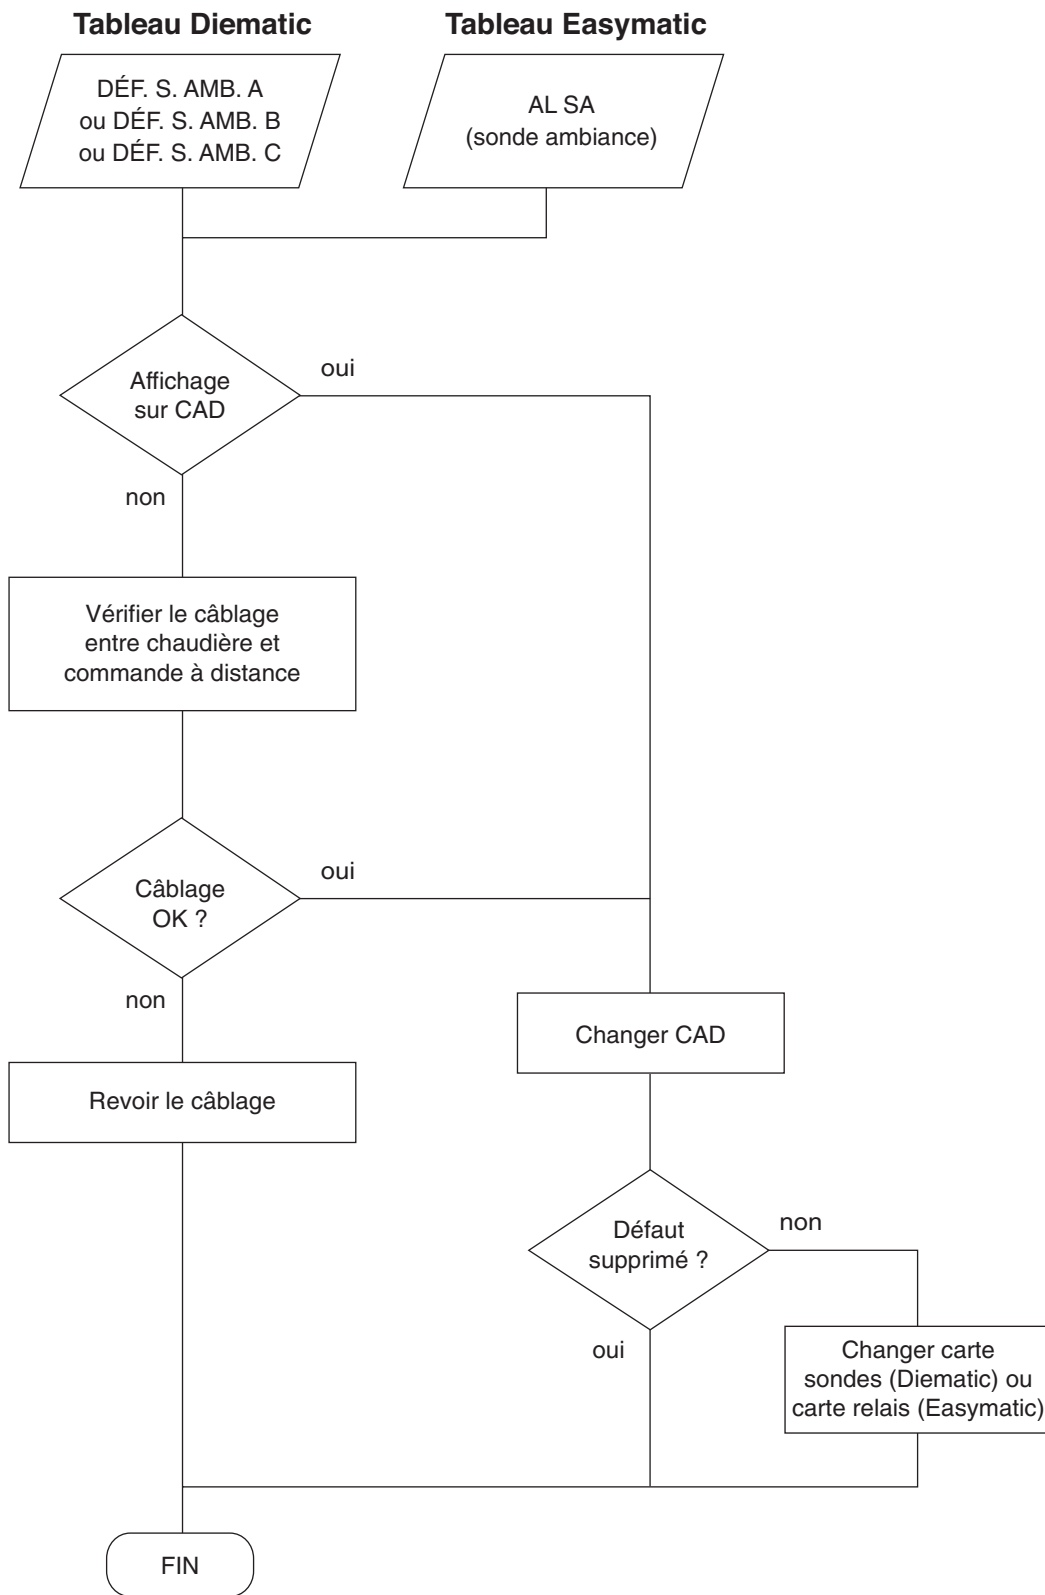 Tableau Diematic
Tableau Easymatic
DÉF. S. AMB. A
ou DÉF. S. AMB. B
ou DÉF. S. AMB. C
AL SA
(sonde ambiance)
Affichage
sur CAD
oui
non
Vérifier le câblage
entre chaudière et
commande à distance
Câblage
OK ?
oui
non
Revoir le câblage
Changer CAD
Défaut
supprimé ?
non
oui
Changer carte
sondes (Diematic) ou
carte relais (Easymatic)
FIN